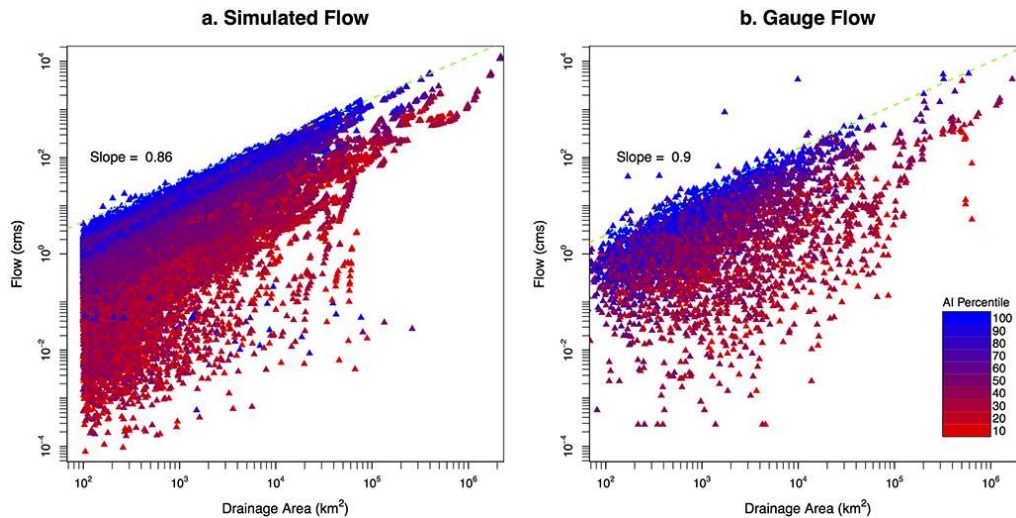 a. Simulated Flow
b. Gauge Flow
Flow (cms)
10⁴
10²
10⁰
10⁻²
10⁻⁴
Slope = 0.86
10² 10³ 10⁴ 10⁵ 10⁶
Drainage Area (km²)
Flow (cms)
10⁴
10²
10⁰
10⁻²
10⁻⁴
Slope = 0.9
AI Percentile
100
90
80
70
60
50
40
30
20
10
10² 10³ 10⁴ 10⁵ 10⁶
Drainage Area (km²)